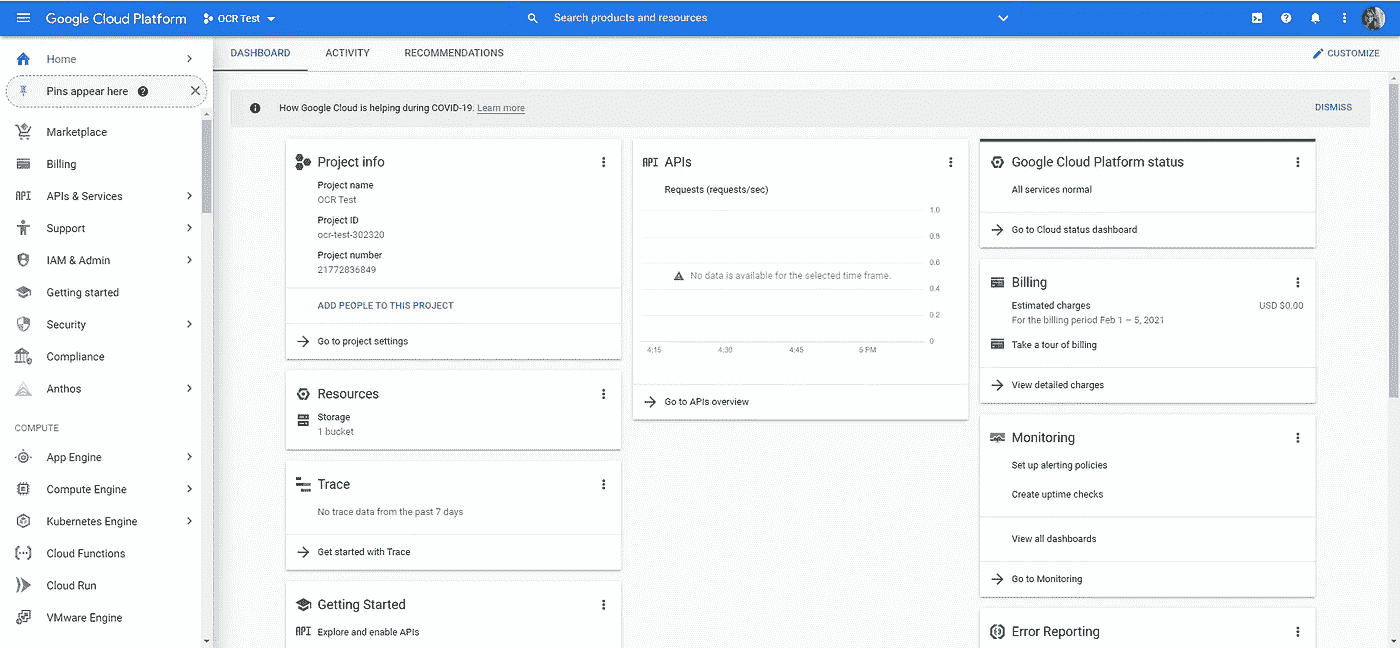 Google Cloud Platform
OCR Test
Search products and resources
Home
Pins appear here
Marketplace
Billing
APIs & Services
Support
IAM & Admin
Getting started
Security
Compliance
Anthos
COMPUTE
App Engine
Compute Engine
Kubernetes Engine
Cloud Functions
Cloud Run
VMware Engine
DASHBOARD
ACTIVITY
RECOMMENDATIONS
CUSTOMIZE
How Google Cloud is helping during COVID-19. Learn more
DISMISS
Project info
Project name
OCR Test
Project ID
ocr-test-302320
Project number
21772836849
ADD PEOPLE TO THIS PROJECT
Go to project settings
Resources
Storage
1 bucket
Trace
No trace data from the past 7 days
Get started with Trace
Getting Started
API Explore and enable APIs
API APIs
Requests (requests/sec)
1.0
0.8
0.6
No data is available for the selected time frame.
0.4
0.2
0
4:15 4:30 4:45 5 PM
Go to APIs overview
Google Cloud Platform status
All services normal
Go to Cloud status dashboard
Billing
Estimated charges USD $0.00
For the billing period Feb 1 – 5, 2021
Take a tour of billing
View detailed charges
Monitoring
Set up alerting policies
Create uptime checks
View all dashboards
Go to Monitoring
Error Reporting